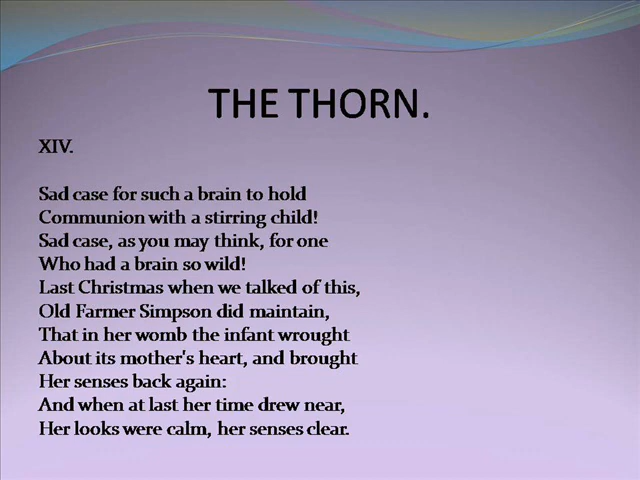 THE THORN.
XIV.
Sad case for such a brain to hold
Communion with a stirring child!
Sad case, as you may think, for one
Who had a brain so wild!
Last Christmas when we talked of this,
Old Farmer Simpson did maintain,
That in her womb the infant wrought
About its mother's heart, and brought
Her senses back again:
And when at last her time drew near,
Her looks were calm, her senses clear.